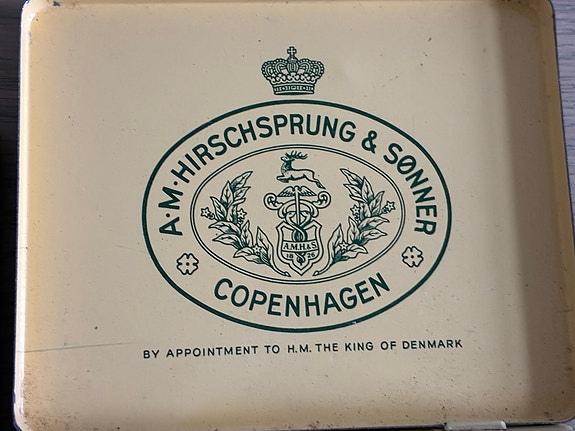 A·M·HIRSCHSPRUNG & SØNNER
A.M.H&S
18 26
COPENHAGEN
BY APPOINTMENT TO H.M. THE KING OF DENMARK